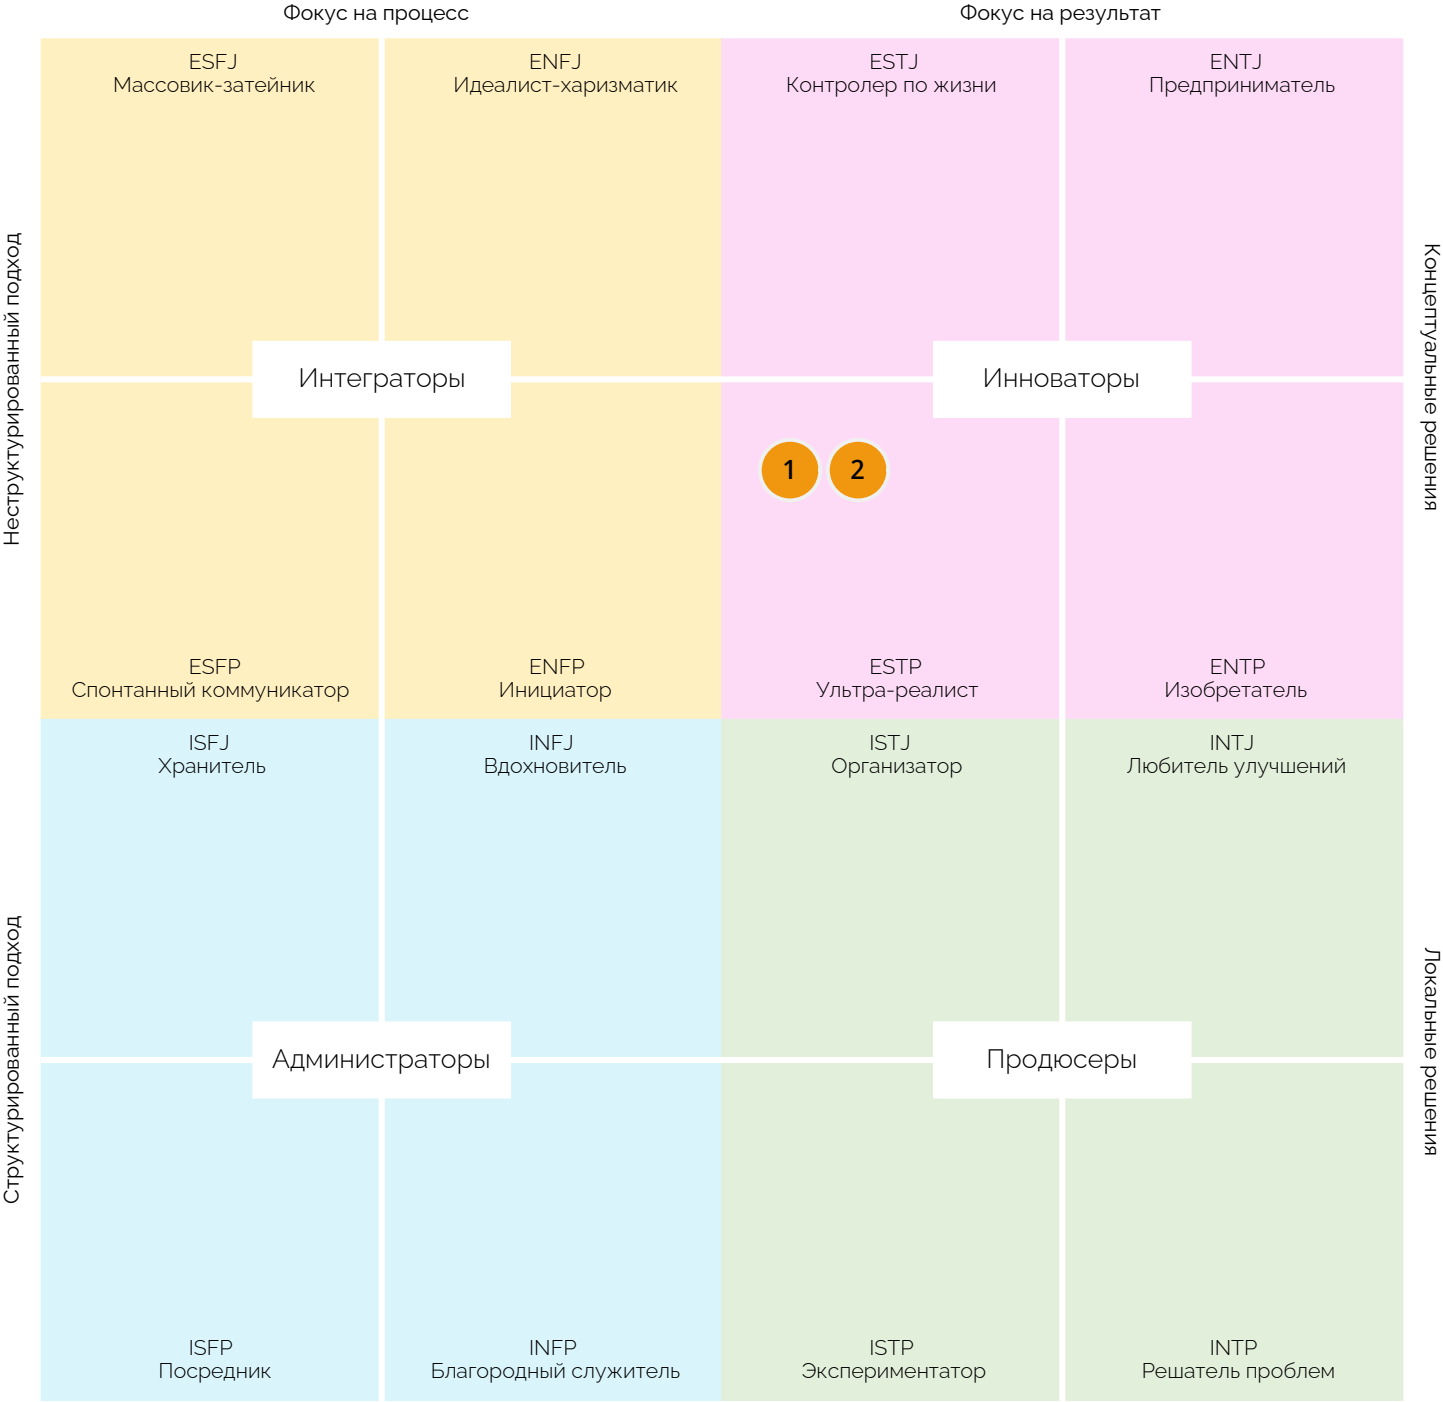 Фокус на процесс
Фокус на результат
ESFJ
Массовик-затейник
ENFJ
Идеалист-харизматик
ESTJ
Контролер по жизни
ENTJ
Предприниматель
Неструктурированный подход
Концептуальные решения
Интеграторы
Инноваторы
1
2
ESFP
Спонтанный коммуникатор
ENFP
Инициатор
ESTP
Ультра-реалист
ENTP
Изобретатель
ISFJ
Хранитель
INFJ
Вдохновитель
ISTJ
Организатор
INTJ
Любитель улучшений
Структурированный подход
Локальные решения
Администраторы
Продюсеры
ISFP
Посредник
INFP
Благородный служитель
ISTP
Экспериментатор
INTP
Решатель проблем